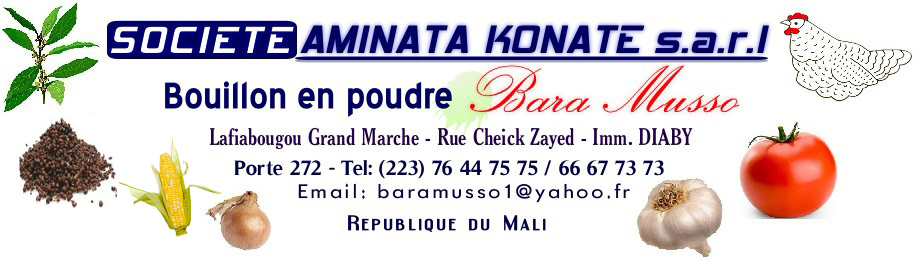 SOCIETE AMINATA KONATE s.a.r.l
Bouillon en poudre Bara Musso
Lafiabougou Grand Marche - Rue Cheick Zayed - Imm. DIABY
Porte 272 - Tel: (223) 76 44 75 75 / 66 67 73 73
Email: baramusso1@yahoo.fr
REPUBLIQUE DU MALI